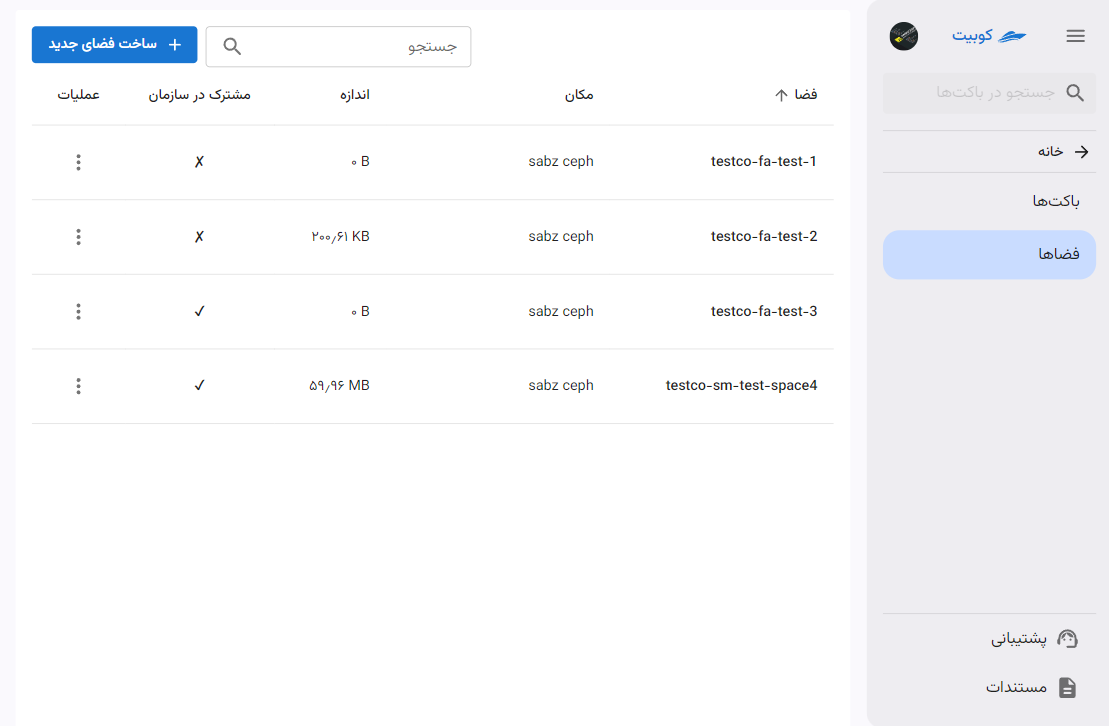 کوبیت
جستجو در باکت‌ها
خانه
باکت‌ها
فضاها
پشتیبانی
مستندات
جستجو
ساخت فضای جدید
فضا مکان اندازه مشترک در سازمان عملیات
testco-fa-test-1 sabz ceph ۰ B ✗
testco-fa-test-2 sabz ceph ۲۰۰٫۶۱ KB ✗
testco-fa-test-3 sabz ceph ۰ B ✓
testco-sm-test-space4 sabz ceph ۵۹٫۹۶ MB ✓